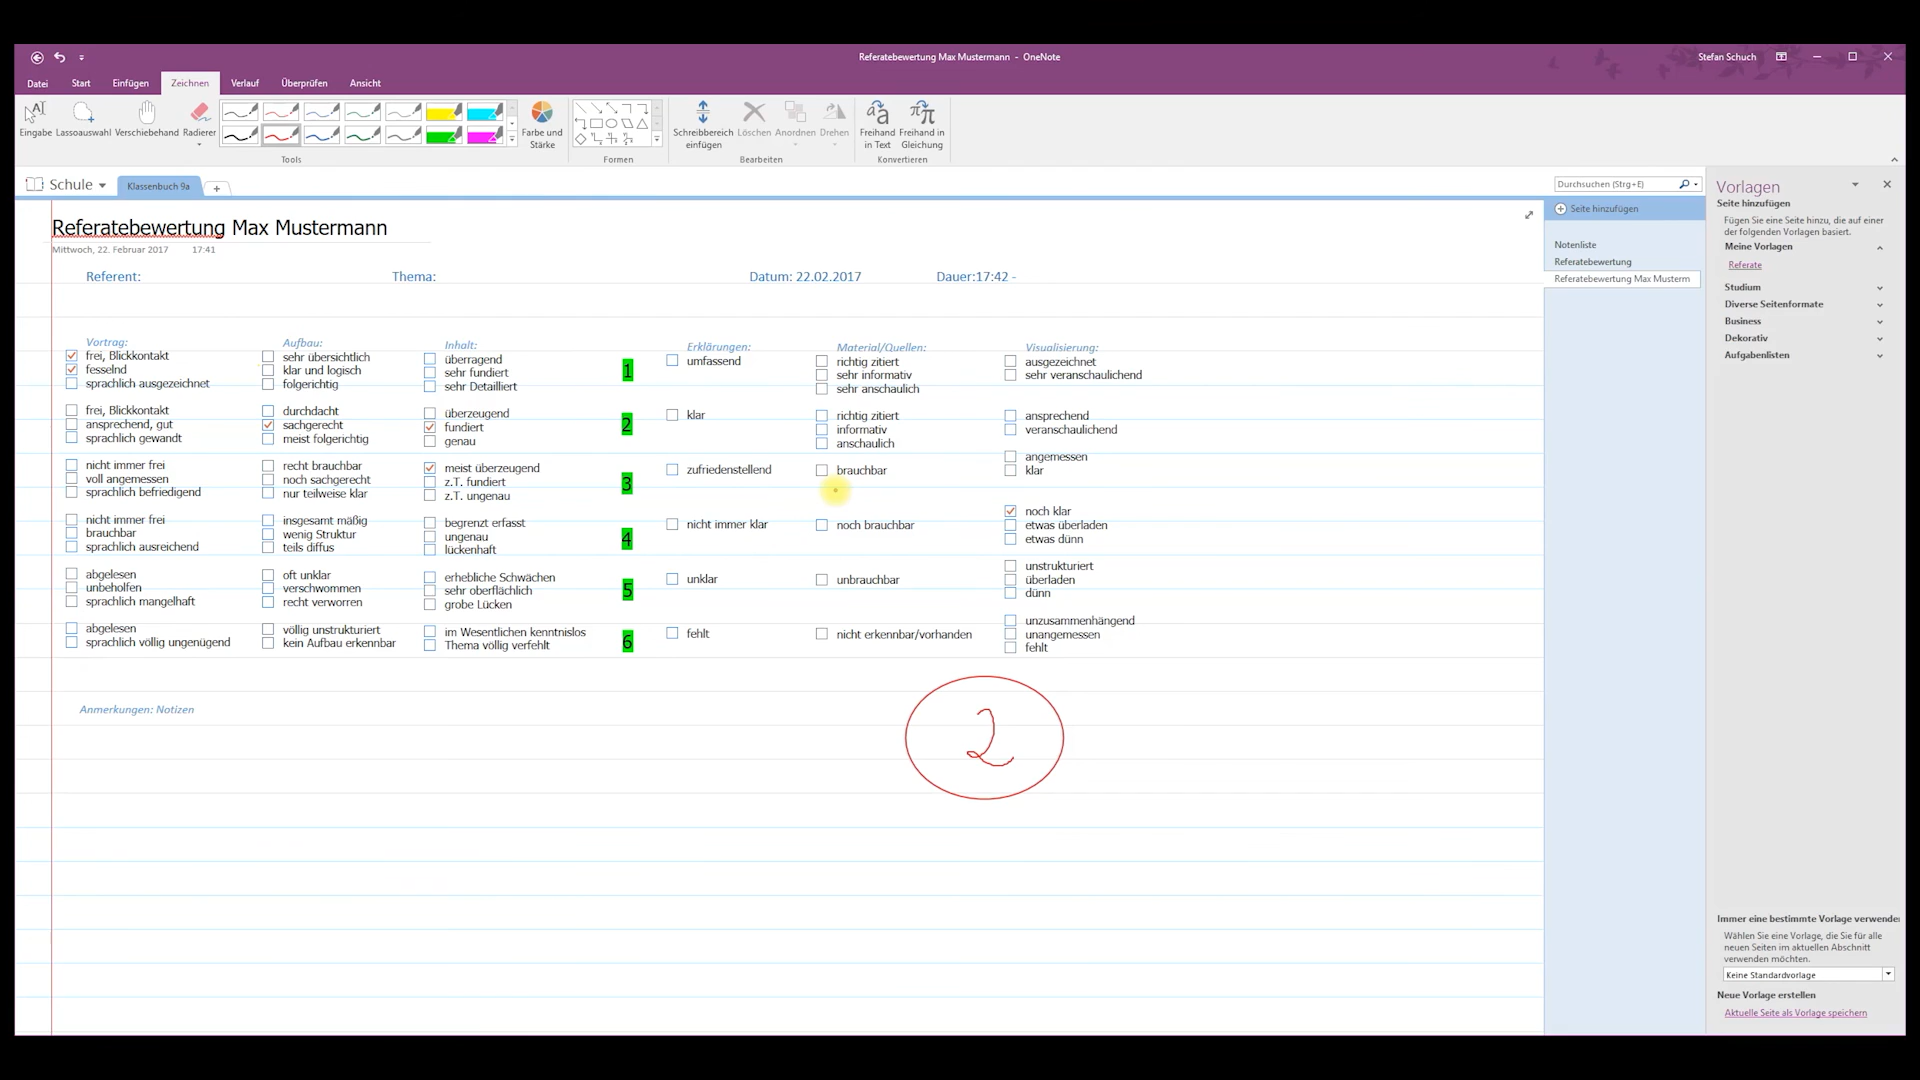 Referatebewertung Max Mustermann - OneNote
Stefan Schuch
Datei Start Einfügen Zeichnen Verlauf Überprüfen Ansicht
Eingabe Lassoauswahl Verschiebehand Radierer
Farbe und Stärke
Schreibbereich einfügen
Löschen Anordnen Drehen
Freihand in Text
Freihand in Gleichung
Tools Formen Bearbeiten Konvertieren
Schule Klassenbuch 9a
Durchsuchen (Strg+E)
Referatebewertung Max Mustermann
Mittwoch, 22. Februar 2017 17:41
Referent: Thema: Datum: 22.02.2017 Dauer:17:42 -
Vortrag:
frei, Blickkontakt
fesselnd
sprachlich ausgezeichnet
frei, Blickkontakt
ansprechend, gut
sprachlich gewandt
nicht immer frei
voll angemessen
sprachlich befriedigend
nicht immer frei
brauchbar
sprachlich ausreichend
abgelesen
unbeholfen
sprachlich mangelhaft
abgelesen
sprachlich völlig ungenügend
Aufbau:
sehr übersichtlich
klar und logisch
folgerichtig
durchdacht
sachgerecht
meist folgerichtig
recht brauchbar
noch sachgerecht
nur teilweise klar
insgesamt mäßig
wenig Struktur
teils diffus
oft unklar
verschwommen
recht verworren
völlig unstrukturiert
kein Aufbau erkennbar
Inhalt:
überragend
sehr fundiert
sehr Detailliert
überzeugend
fundiert
genau
meist überzeugend
z.T. fundiert
z.T. ungenau
begrenzt erfasst
ungenau
lückenhaft
erhebliche Schwächen
sehr oberflächlich
grobe Lücken
im Wesentlichen kenntnislos
Thema völlig verfehlt
1
2
3
4
5
6
Erklärungen:
umfassend
klar
zufriedenstellend
nicht immer klar
unklar
fehlt
Material/Quellen:
richtig zitiert
sehr informativ
sehr anschaulich
richtig zitiert
informativ
anschaulich
brauchbar
noch brauchbar
unbrauchbar
nicht erkennbar/vorhanden
Visualisierung:
ausgezeichnet
sehr veranschaulichend
ansprechend
veranschaulichend
angemessen
klar
noch klar
etwas überladen
etwas dünn
unstrukturiert
überladen
dünn
unzusammenhängend
unangemessen
fehlt
Anmerkungen: Notizen
2
Seite hinzufügen
Notenliste
Referatebewertung
Referatebewertung Max Musterm
Vorlagen
Seite hinzufügen
Fügen Sie eine Seite hinzu, die auf einer
der folgenden Vorlagen basiert.
Meine Vorlagen
Referate
Studium
Diverse Seitenformate
Business
Dekorativ
Aufgabenlisten
Immer eine bestimmte Vorlage verwenden
Wählen Sie eine Vorlage, die Sie für alle
neuen Seiten im aktuellen Abschnitt
verwenden möchten.
Keine Standardvorlage
Neue Vorlage erstellen
Aktuelle Seite als Vorlage speichern